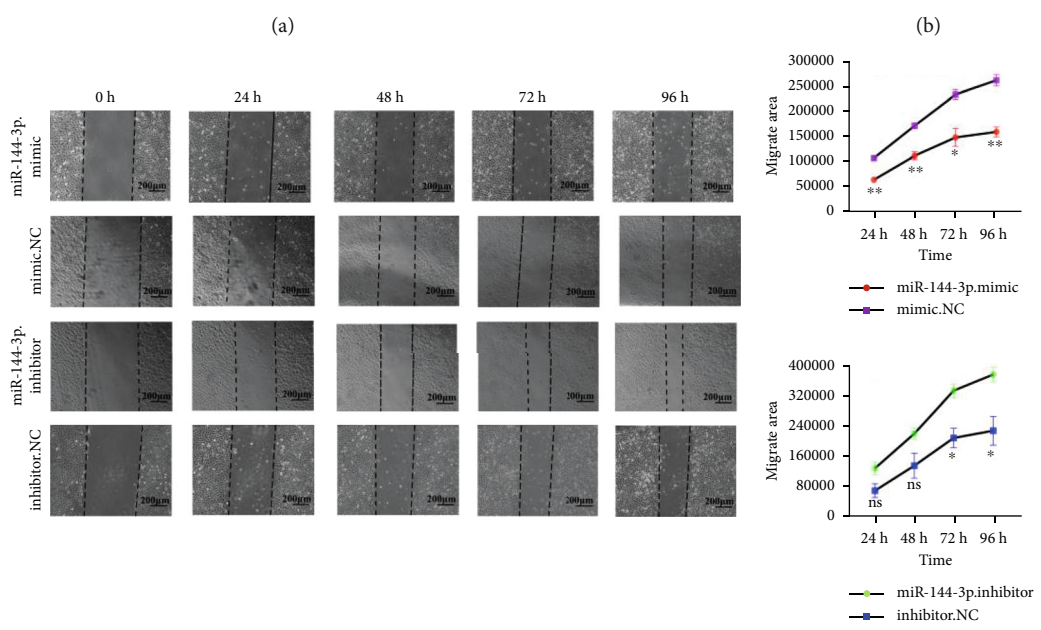 (a)
0 h 24 h 48 h 72 h 96 h
miR-144-3p.
mimic
200μm 200μm 200μm 200μm 200μm
mimic.NC
200μm 200μm 200μm 200μm 200μm
miR-144-3p.
inhibitor
200μm 200μm 200μm 200μm 200μm
inhibitor.NC
200μm 200μm 200μm 200μm 200μm
(b)
Migrate area
300000
250000
200000
150000
100000
50000
0
** ** * **
24 h 48 h 72 h 96 h
Time
miR-144-3p.mimic
mimic.NC
Migrate area
400000
320000
240000
160000
80000
0
ns ns * *
24 h 48 h 72 h 96 h
Time
miR-144-3p.inhibitor
inhibitor.NC